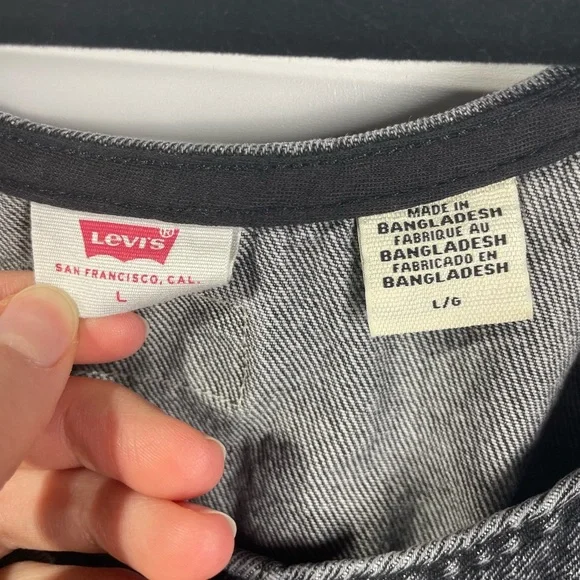 LEVI'S®
SAN FRANCISCO, CAL.
L
MADE IN
BANGLADESH
FABRIQUE AU
BANGLADESH
FABRICADO EN
BANGLADESH
L/G